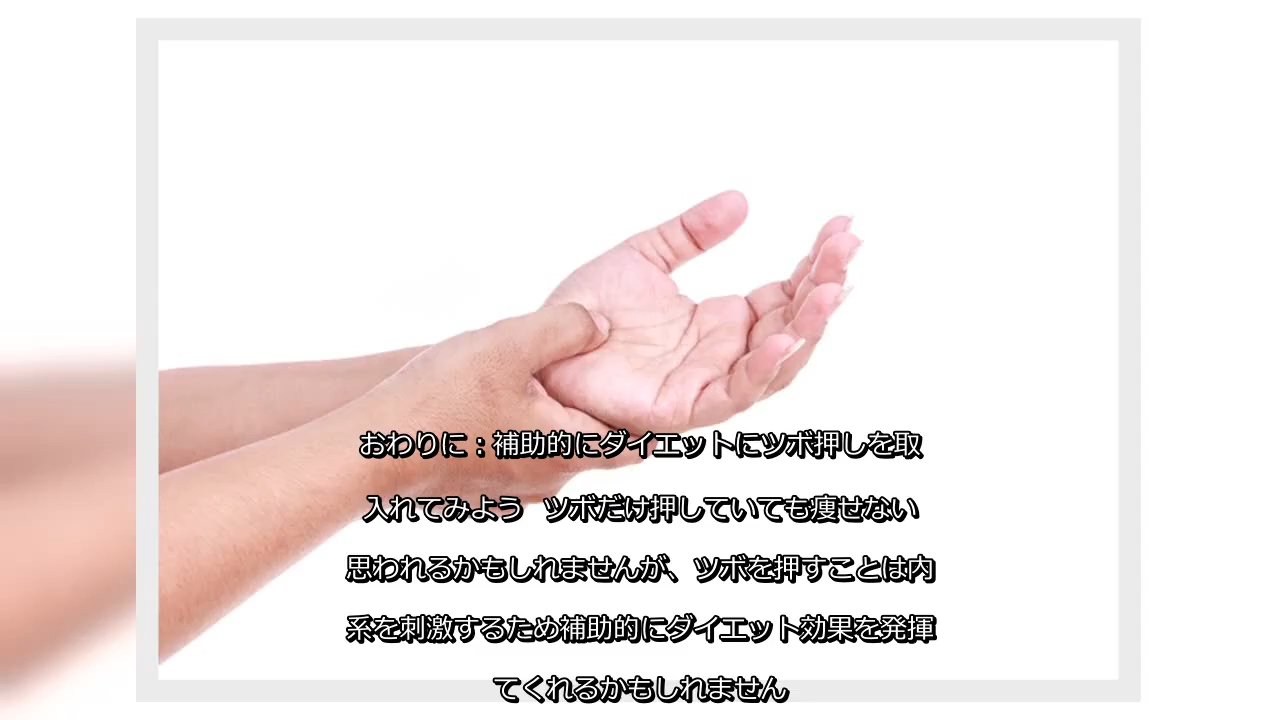 おわりに：補助的にダイエットにツボ押しを取
入れてみよう　ツボだけ押していても痩せない
思われるかもしれませんが、ツボを押すことは内
系を刺激するため補助的にダイエット効果を発揮
てくれるかもしれません